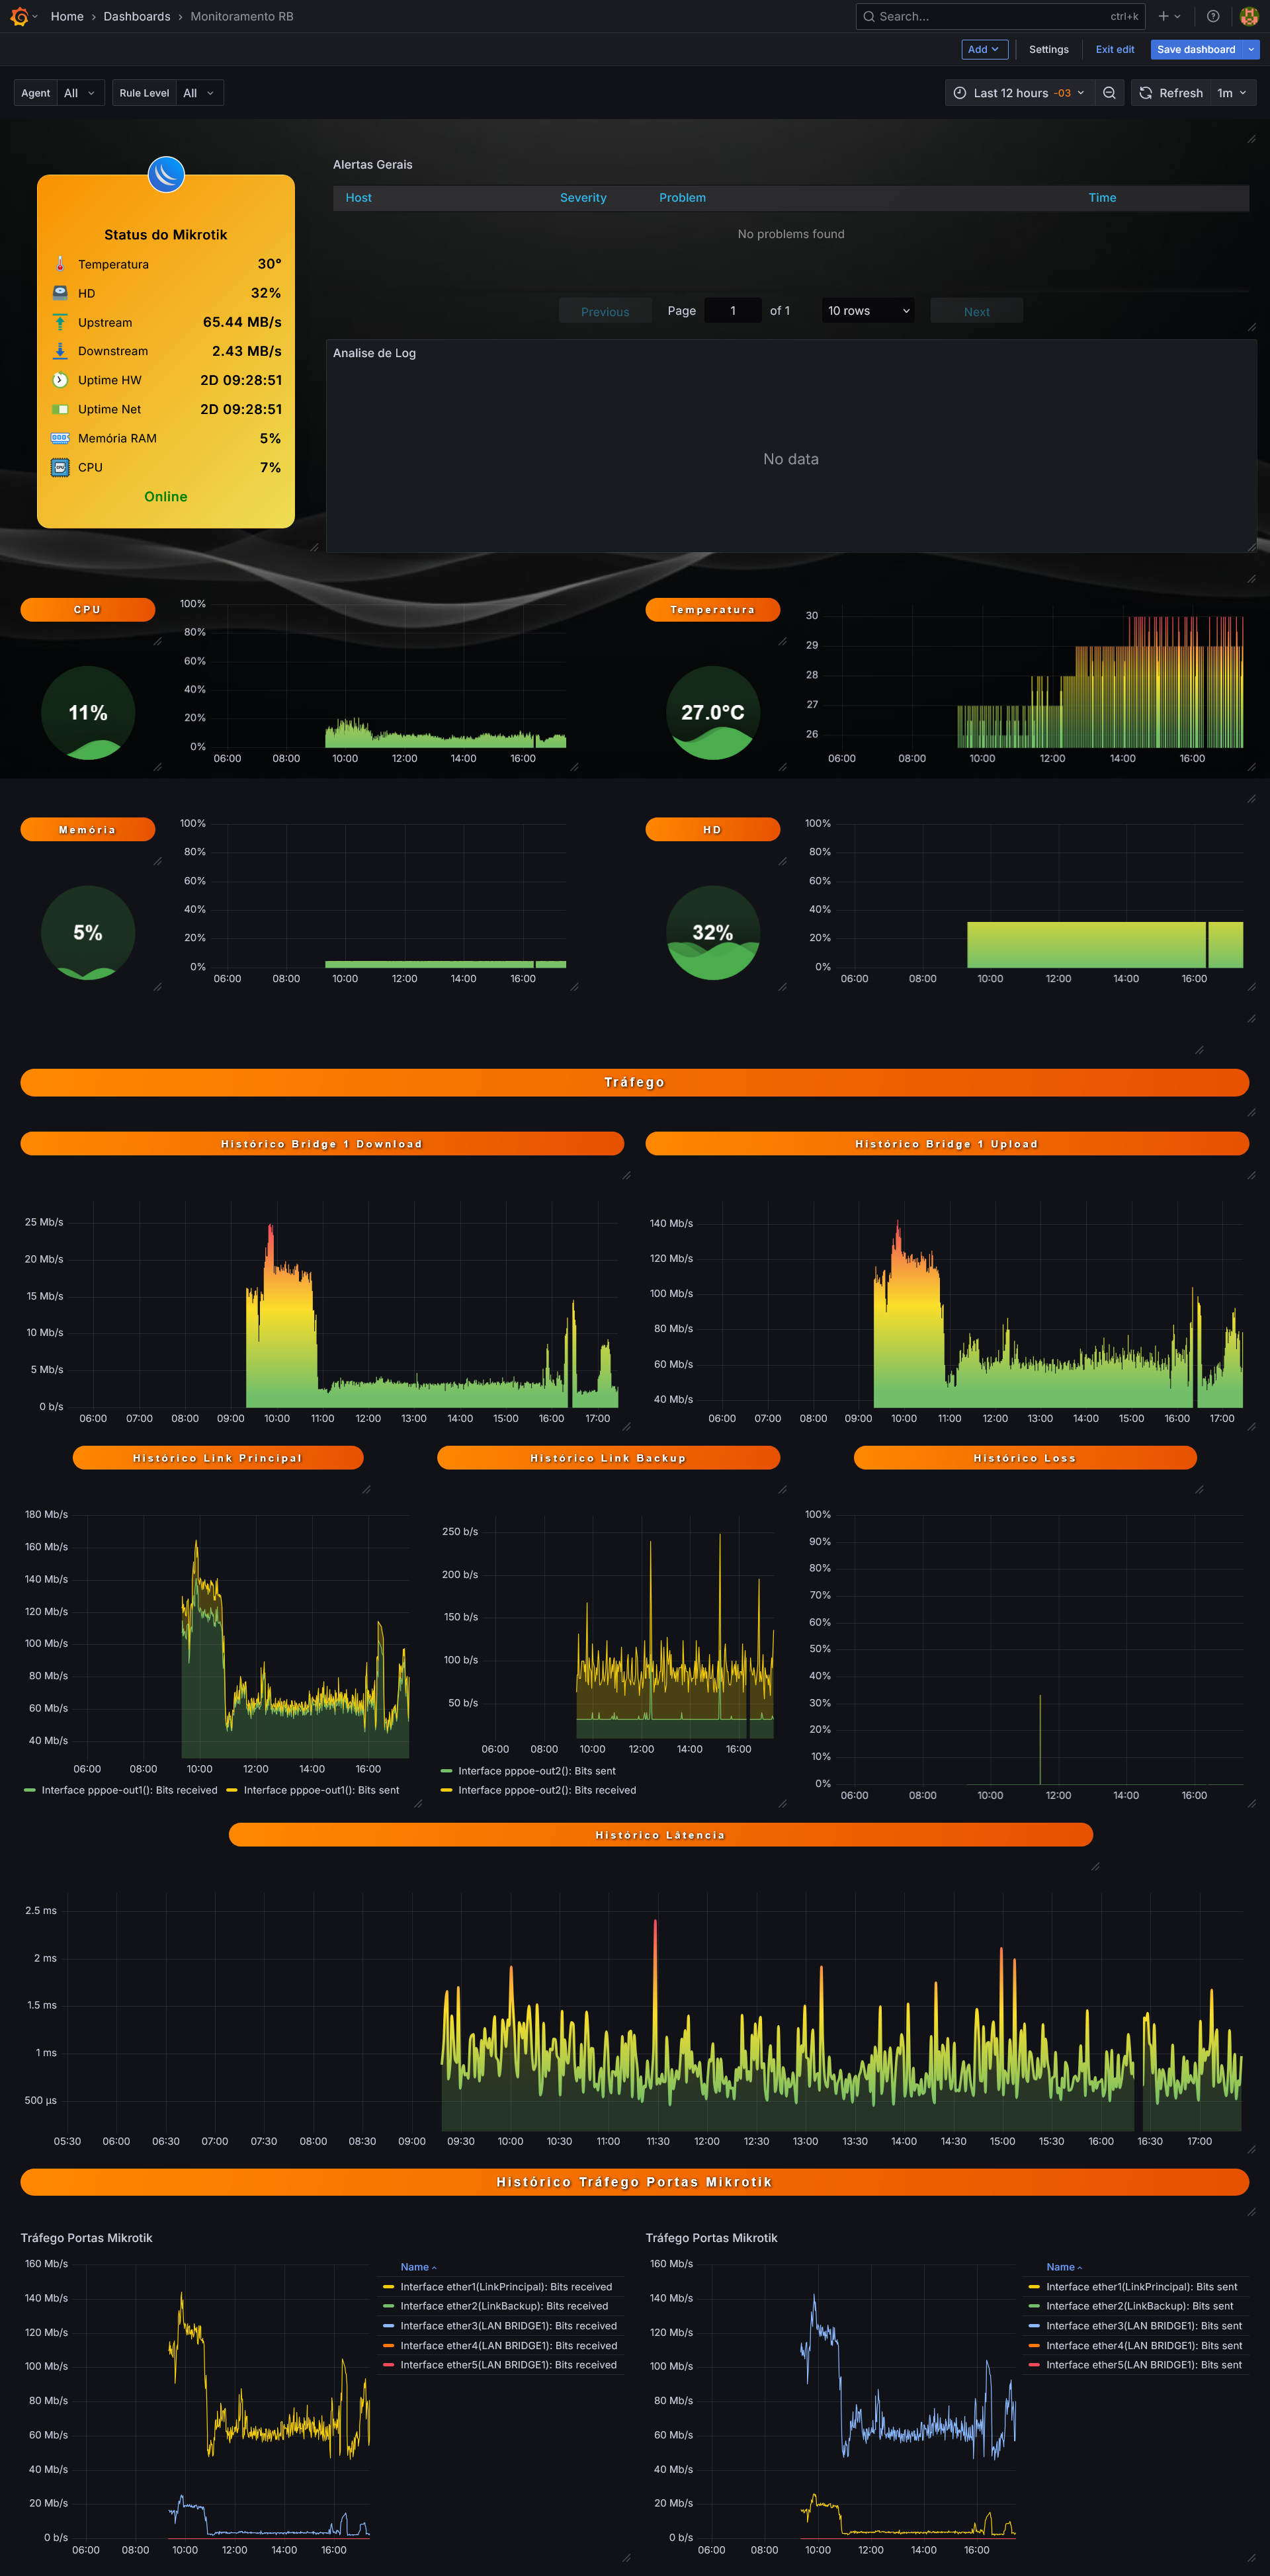 Home › Dashboards › Monitoramento RB
Search... ctrl+k
Add Settings Exit edit Save dashboard
Agent All Rule Level All
Last 12 hours -03 Refresh 1m
Status do Mikrotik
Temperatura 30°
HD 32%
Upstream 65.44 MB/s
Downstream 2.43 MB/s
Uptime HW 2D 09:28:51
Uptime Net 2D 09:28:51
Memória RAM 5%
CPU 7%
Online
Alertas Gerais
Host Severity Problem Time
No problems found
Previous Page 1 of 1 10 rows Next
Analise de Log
No data
CPU
11%
100%
80%
60%
40%
20%
0%
06:00 08:00 10:00 12:00 14:00 16:00
Temperatura
27.0°C
30
29
28
27
26
06:00 08:00 10:00 12:00 14:00 16:00
Memória
5%
100%
80%
60%
40%
20%
0%
06:00 08:00 10:00 12:00 14:00 16:00
HD
32%
100%
80%
60%
40%
20%
0%
06:00 08:00 10:00 12:00 14:00 16:00
Tráfego
Histórico Bridge 1 Download
25 Mb/s
20 Mb/s
15 Mb/s
10 Mb/s
5 Mb/s
0 b/s
06:00 07:00 08:00 09:00 10:00 11:00 12:00 13:00 14:00 15:00 16:00 17:00
Histórico Bridge 1 Upload
140 Mb/s
120 Mb/s
100 Mb/s
80 Mb/s
60 Mb/s
40 Mb/s
06:00 07:00 08:00 09:00 10:00 11:00 12:00 13:00 14:00 15:00 16:00 17:00
Histórico Link Principal
180 Mb/s
160 Mb/s
140 Mb/s
120 Mb/s
100 Mb/s
80 Mb/s
60 Mb/s
40 Mb/s
06:00 08:00 10:00 12:00 14:00 16:00
Interface pppoe-out1(): Bits received Interface pppoe-out1(): Bits sent
Histórico Link Backup
250 b/s
200 b/s
150 b/s
100 b/s
50 b/s
06:00 08:00 10:00 12:00 14:00 16:00
Interface pppoe-out2(): Bits sent
Interface pppoe-out2(): Bits received
Histórico Loss
100%
90%
80%
70%
60%
50%
40%
30%
20%
10%
0%
06:00 08:00 10:00 12:00 14:00 16:00
Histórico Lâtencia
2.5 ms
2 ms
1.5 ms
1 ms
500 µs
05:30 06:00 06:30 07:00 07:30 08:00 08:30 09:00 09:30 10:00 10:30 11:00 11:30 12:00 12:30 13:00 13:30 14:00 14:30 15:00 15:30 16:00 16:30 17:00
Histórico Tráfego Portas Mikrotik
Tráfego Portas Mikrotik
160 Mb/s
140 Mb/s
120 Mb/s
100 Mb/s
80 Mb/s
60 Mb/s
40 Mb/s
20 Mb/s
0 b/s
06:00 08:00 10:00 12:00 14:00 16:00
Name
Interface ether1(LinkPrincipal): Bits received
Interface ether2(LinkBackup): Bits received
Interface ether3(LAN BRIDGE1): Bits received
Interface ether4(LAN BRIDGE1): Bits received
Interface ether5(LAN BRIDGE1): Bits received
Tráfego Portas Mikrotik
160 Mb/s
140 Mb/s
120 Mb/s
100 Mb/s
80 Mb/s
60 Mb/s
40 Mb/s
20 Mb/s
0 b/s
06:00 08:00 10:00 12:00 14:00 16:00
Name
Interface ether1(LinkPrincipal): Bits sent
Interface ether2(LinkBackup): Bits sent
Interface ether3(LAN BRIDGE1): Bits sent
Interface ether4(LAN BRIDGE1): Bits sent
Interface ether5(LAN BRIDGE1): Bits sent